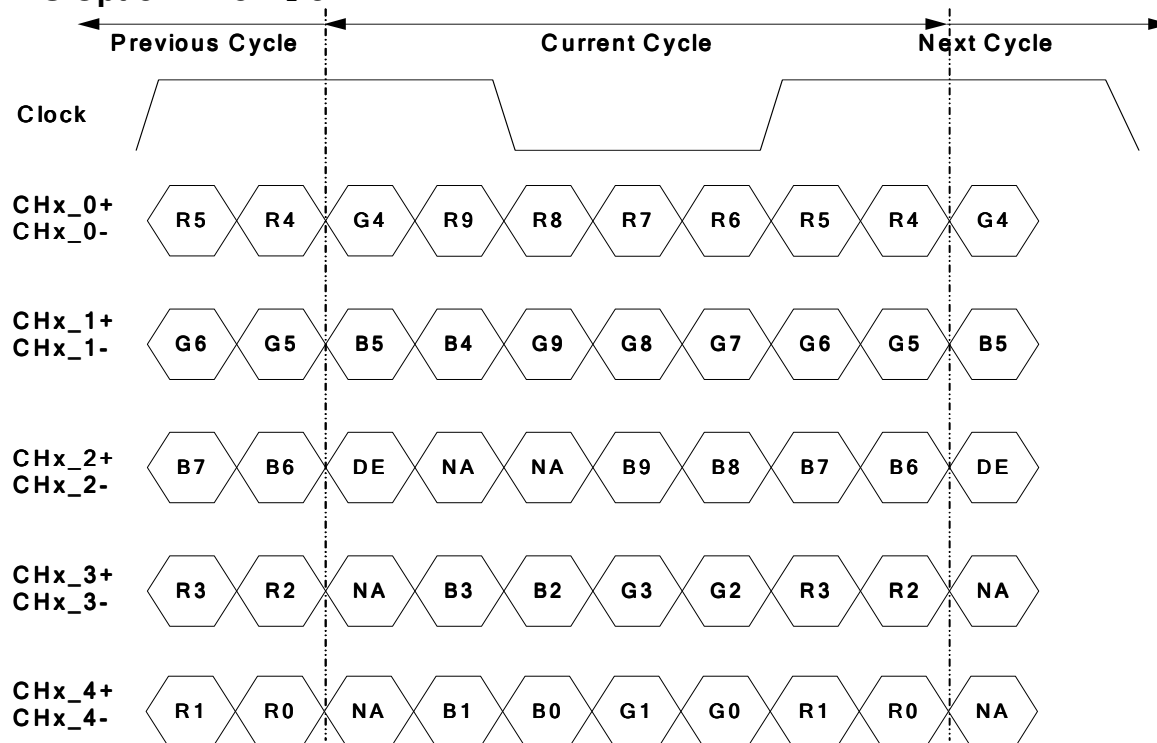 Previous Cycle Current Cycle Next Cycle
Clock
CHx_0+
CHx_0-
R5 R4 G4 R9 R8 R7 R6 R5 R4 G4
CHx_1+
CHx_1-
G6 G5 B5 B4 G9 G8 G7 G6 G5 B5
CHx_2+
CHx_2-
B7 B6 DE NA NA B9 B8 B7 B6 DE
CHx_3+
CHx_3-
R3 R2 NA B3 B2 G3 G2 R3 R2 NA
CHx_4+
CHx_4-
R1 R0 NA B1 B0 G1 G0 R1 R0 NA